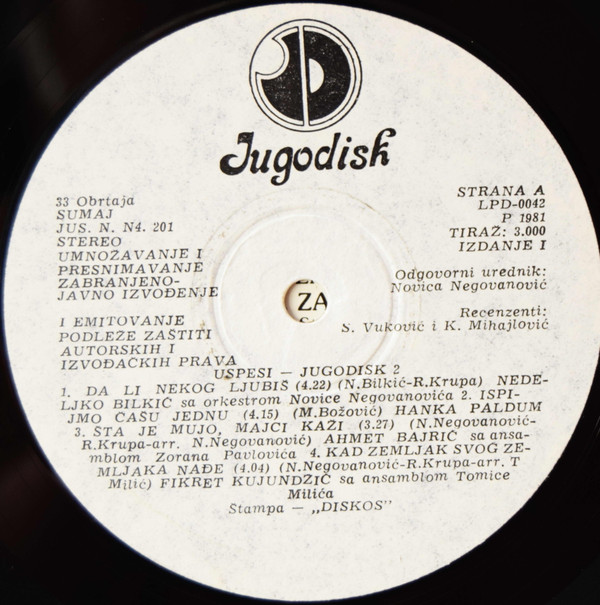 Jugodisk
33 Obrtaja
SUMAJ
JUS. N. N4. 201
STEREO
UMNOŽAVANJE I
PRESNIMAVANJE
ZABRANJENO-
JAVNO IZVOĐENJE
I EMITOVANJE
PODLEŽE ZAŠTITI
AUTORSKIH I
IZVOĐAČKIH PRAVA
STRANA A
LPD-0042
P 1981
TIRAŽ: 3.000
IZDANJE I
Odgovorni urednik:
Novica Negovanović
Recenzenti:
S. Vuković i K. Mihajlović
ZA
USPESI — JUGODISK 2
1. DA LI NEKOG LJUBIŠ (4.22) (N.Bilkić-R.Krupa) NEDE-
LJKO BILKIĆ sa orkestrom Novice Negovanovića 2. ISPI-
JMO ČAŠU JEDNU (4.15) (M.Božović) HANKA PALDUM
3. ŠTA JE MUJO, MAJCI KAŽI (3.27) (N.Negovanović-
R.Krupa-arr. N.Negovanović) AHMET BAJRIĆ sa ansa-
mblom Zorana Pavlovića 4. KAD ZEMLJAK SVOG ZE-
MLJAKA NAĐE (4.04) (N.Negovanović-R.Krupa-arr. T
Milić) FIKRET KUJUNDŽIĆ sa ansamblom Tomice
Milića
Štampa — „DISKOS"